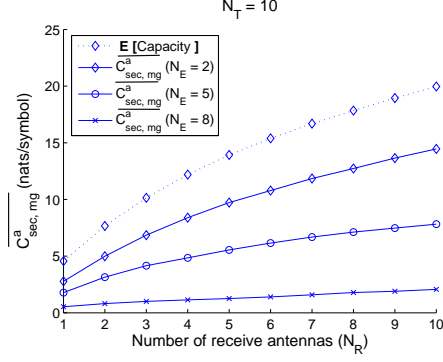 N_T = 10
E [Capacity ]
C^a_sec, mg (N_E = 2)
C^a_sec, mg (N_E = 5)
C^a_sec, mg (N_E = 8)
C^a_sec, mg (nats/symbol)
25
20
15
10
5
0
1 2 3 4 5 6 7 8 9 10
Number of receive antennas (N_R)